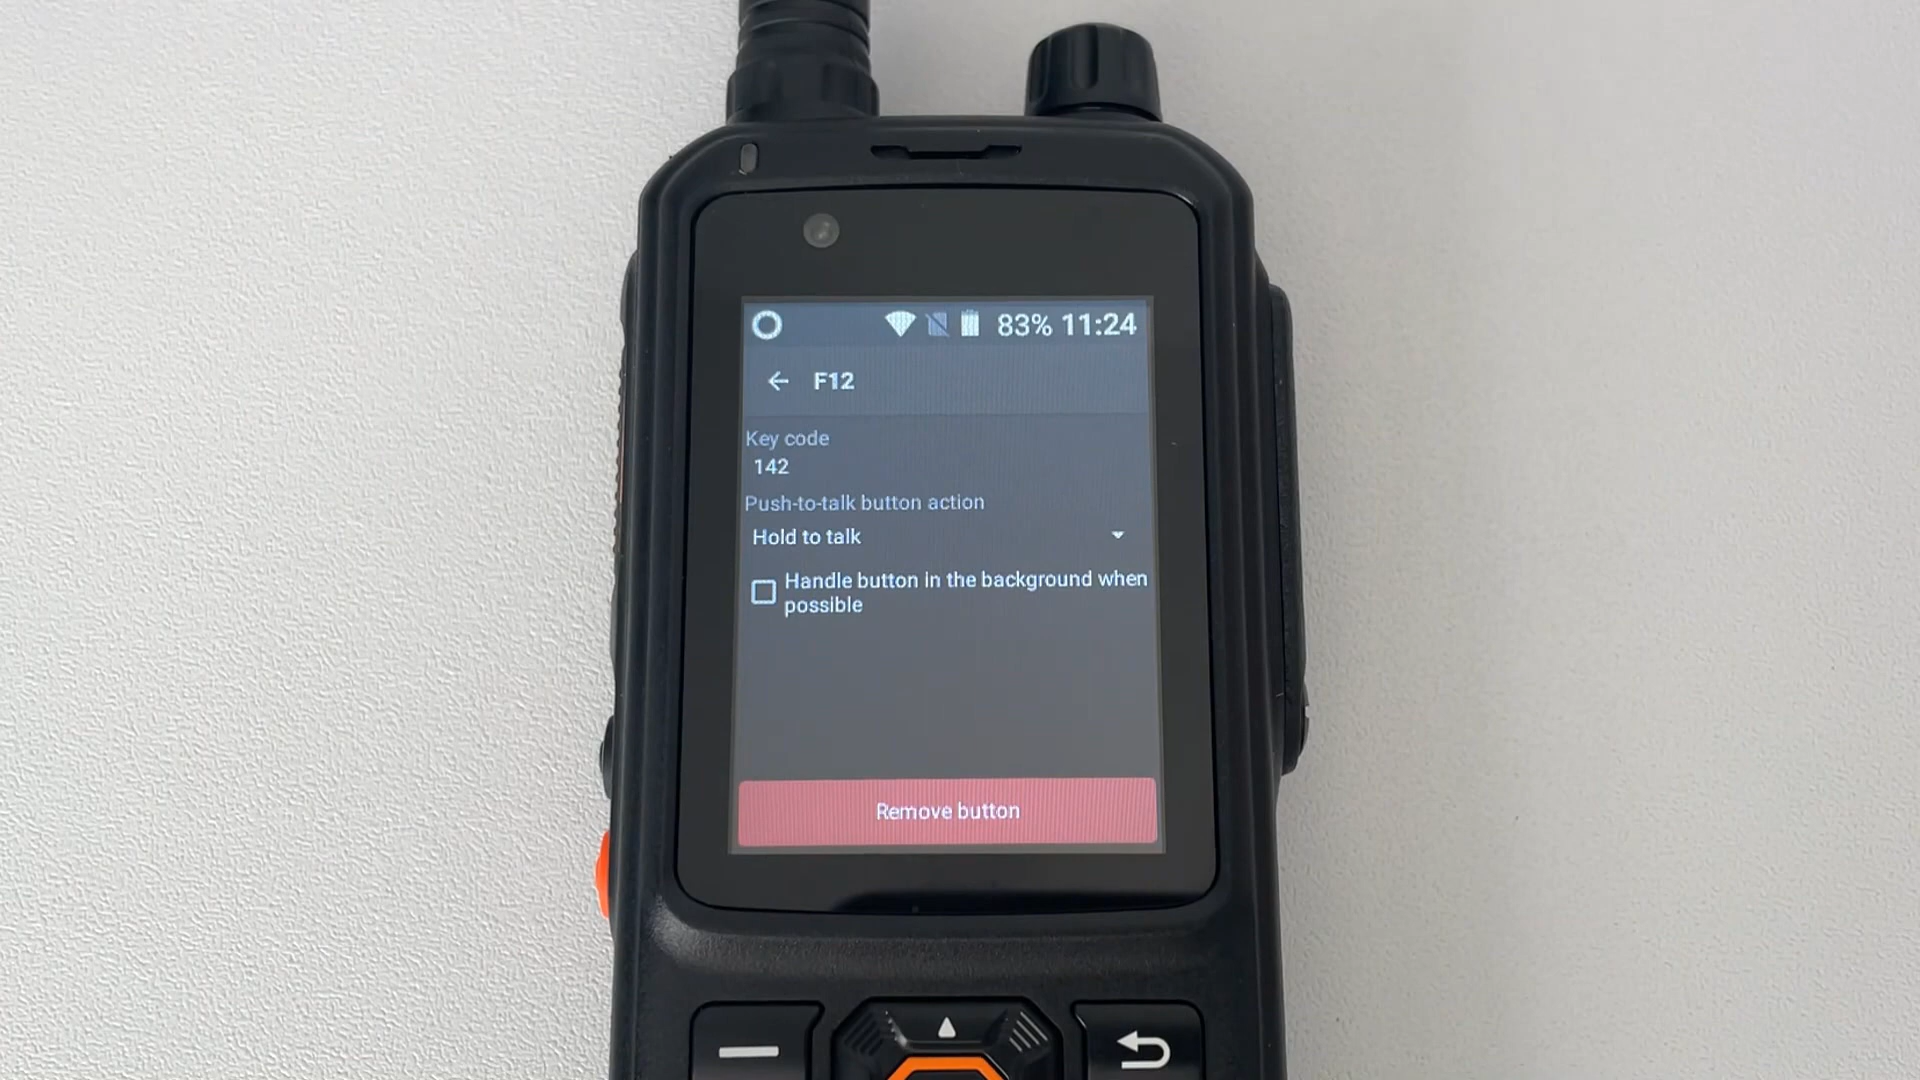 83% 11:24
F12
Key code
142
Push-to-talk button action
Hold to talk
Handle button in the background when
possible
Remove button